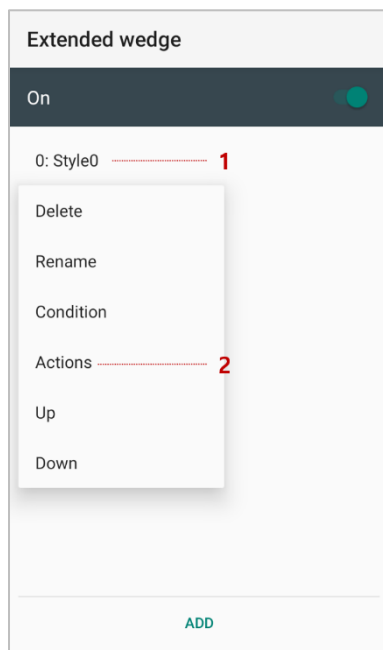 Extended wedge
On
0: Style0 1
Delete
Rename
Condition
Actions 2
Up
Down
ADD